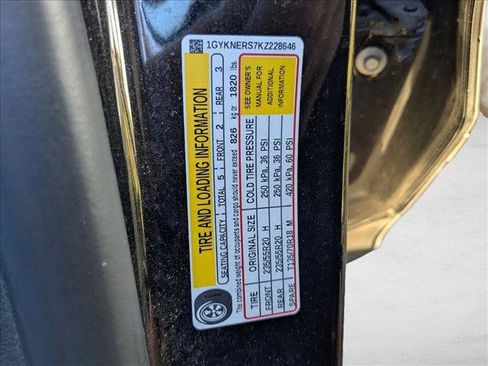 1GYKNERS7KZ228646
TIRE AND LOADING INFORMATION
SEATING CAPACITY TOTAL 5 FRONT 2 REAR 3
The combined weight of occupants and cargo should never exceed 826 kg or 1820 lbs.
TIRE ORIGINAL SIZE COLD TIRE PRESSURE
FRONT 235/55R20 H 250 kPa, 36 PSI
REAR 235/55R20 H 250 kPa, 36 PSI
SPARE T135/70R18 M 420 kPa, 60 PSI
SEE OWNER'S
MANUAL FOR
ADDITIONAL
INFORMATION